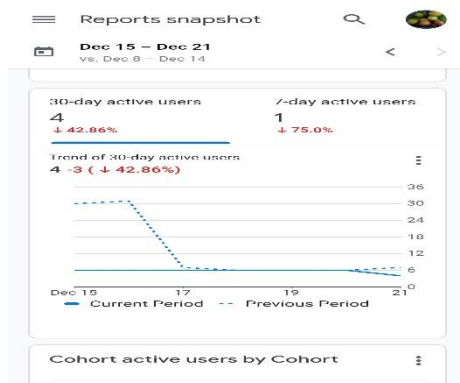 Reports snapshot
Dec 15 – Dec 21
vs. Dec 8 – Dec 14
30-day active users
4
↓ 42.86%
7-day active users
1
↓ 75.0%
Trend of 30-day active users
4 -3 ( ↓ 42.86%)
36
30
24
18
12
6
0
Dec 15 17 19 21
Current Period Previous Period
Cohort active users by Cohort